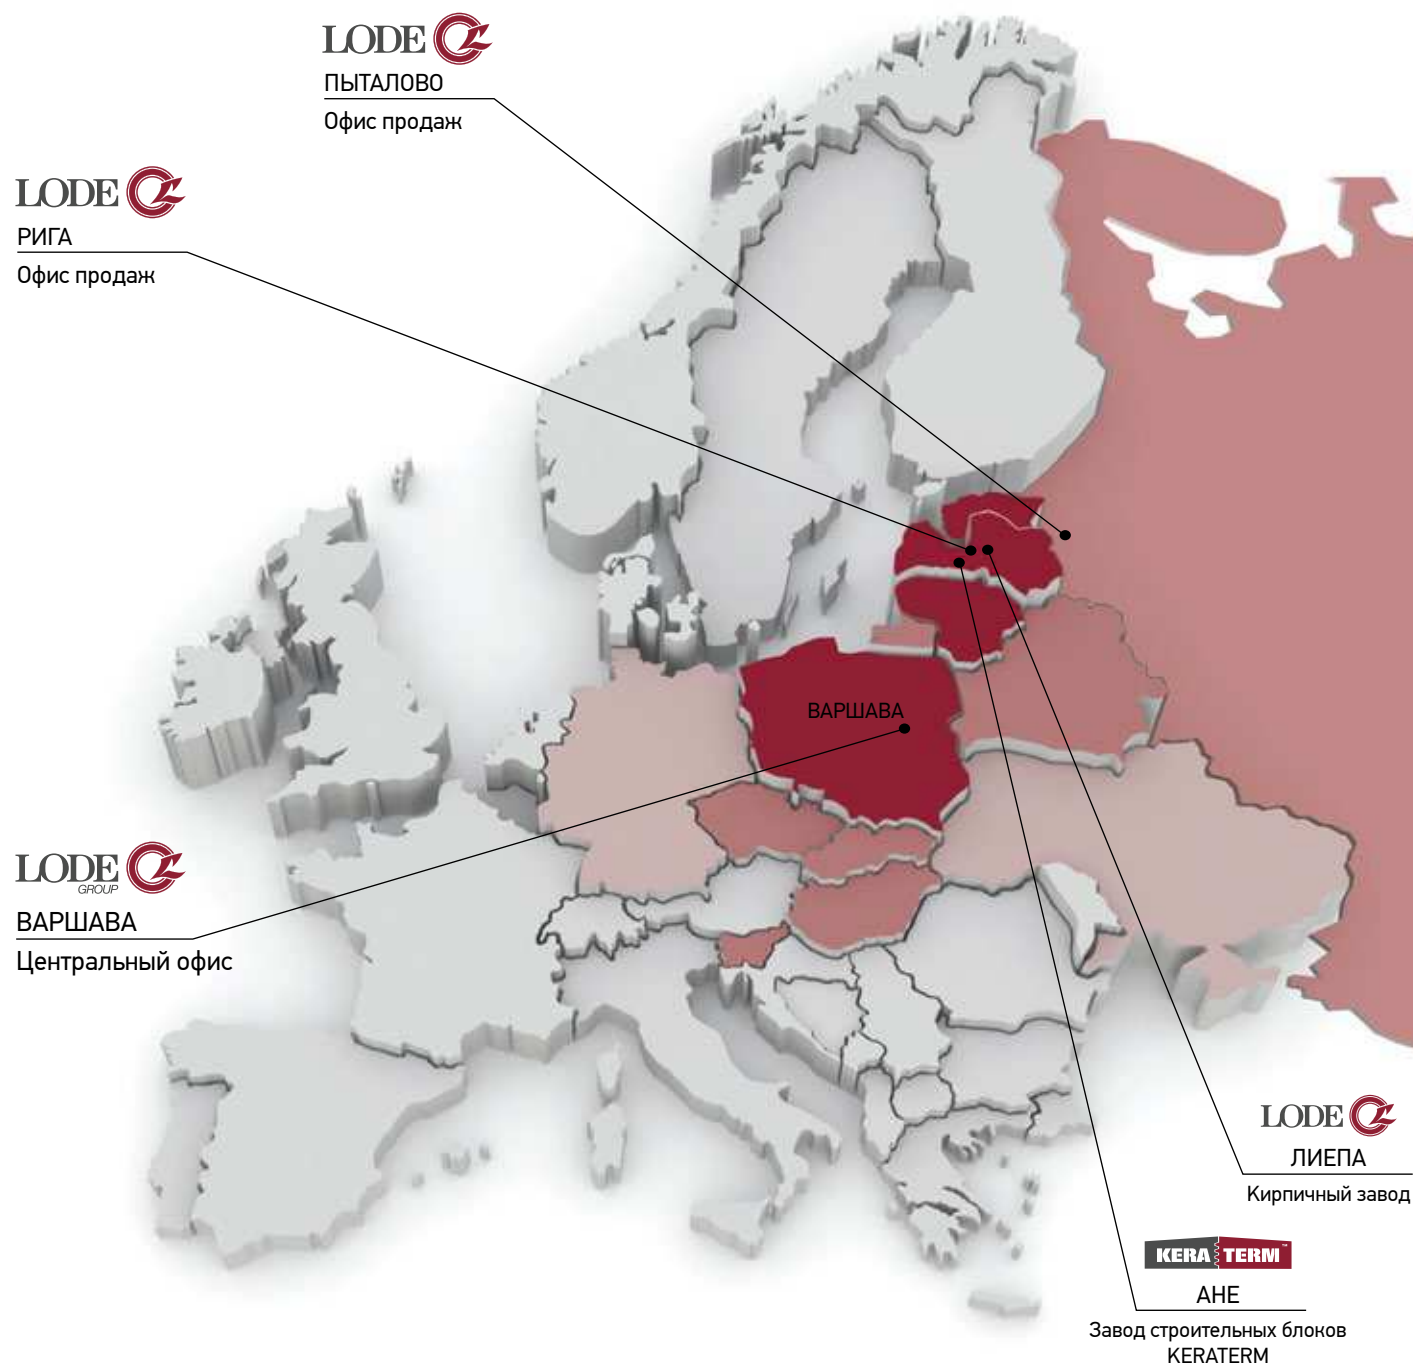 LODE
ПЫТАЛОВО
Офис продаж
LODE
РИГА
Офис продаж
ВАРШАВА
LODE
GROUP
ВАРШАВА
Центральный офис
LODE
ЛИЕПА
Кирпичный завод
KERA TERM™
АНЕ
Завод строительных блоков
KERATERM